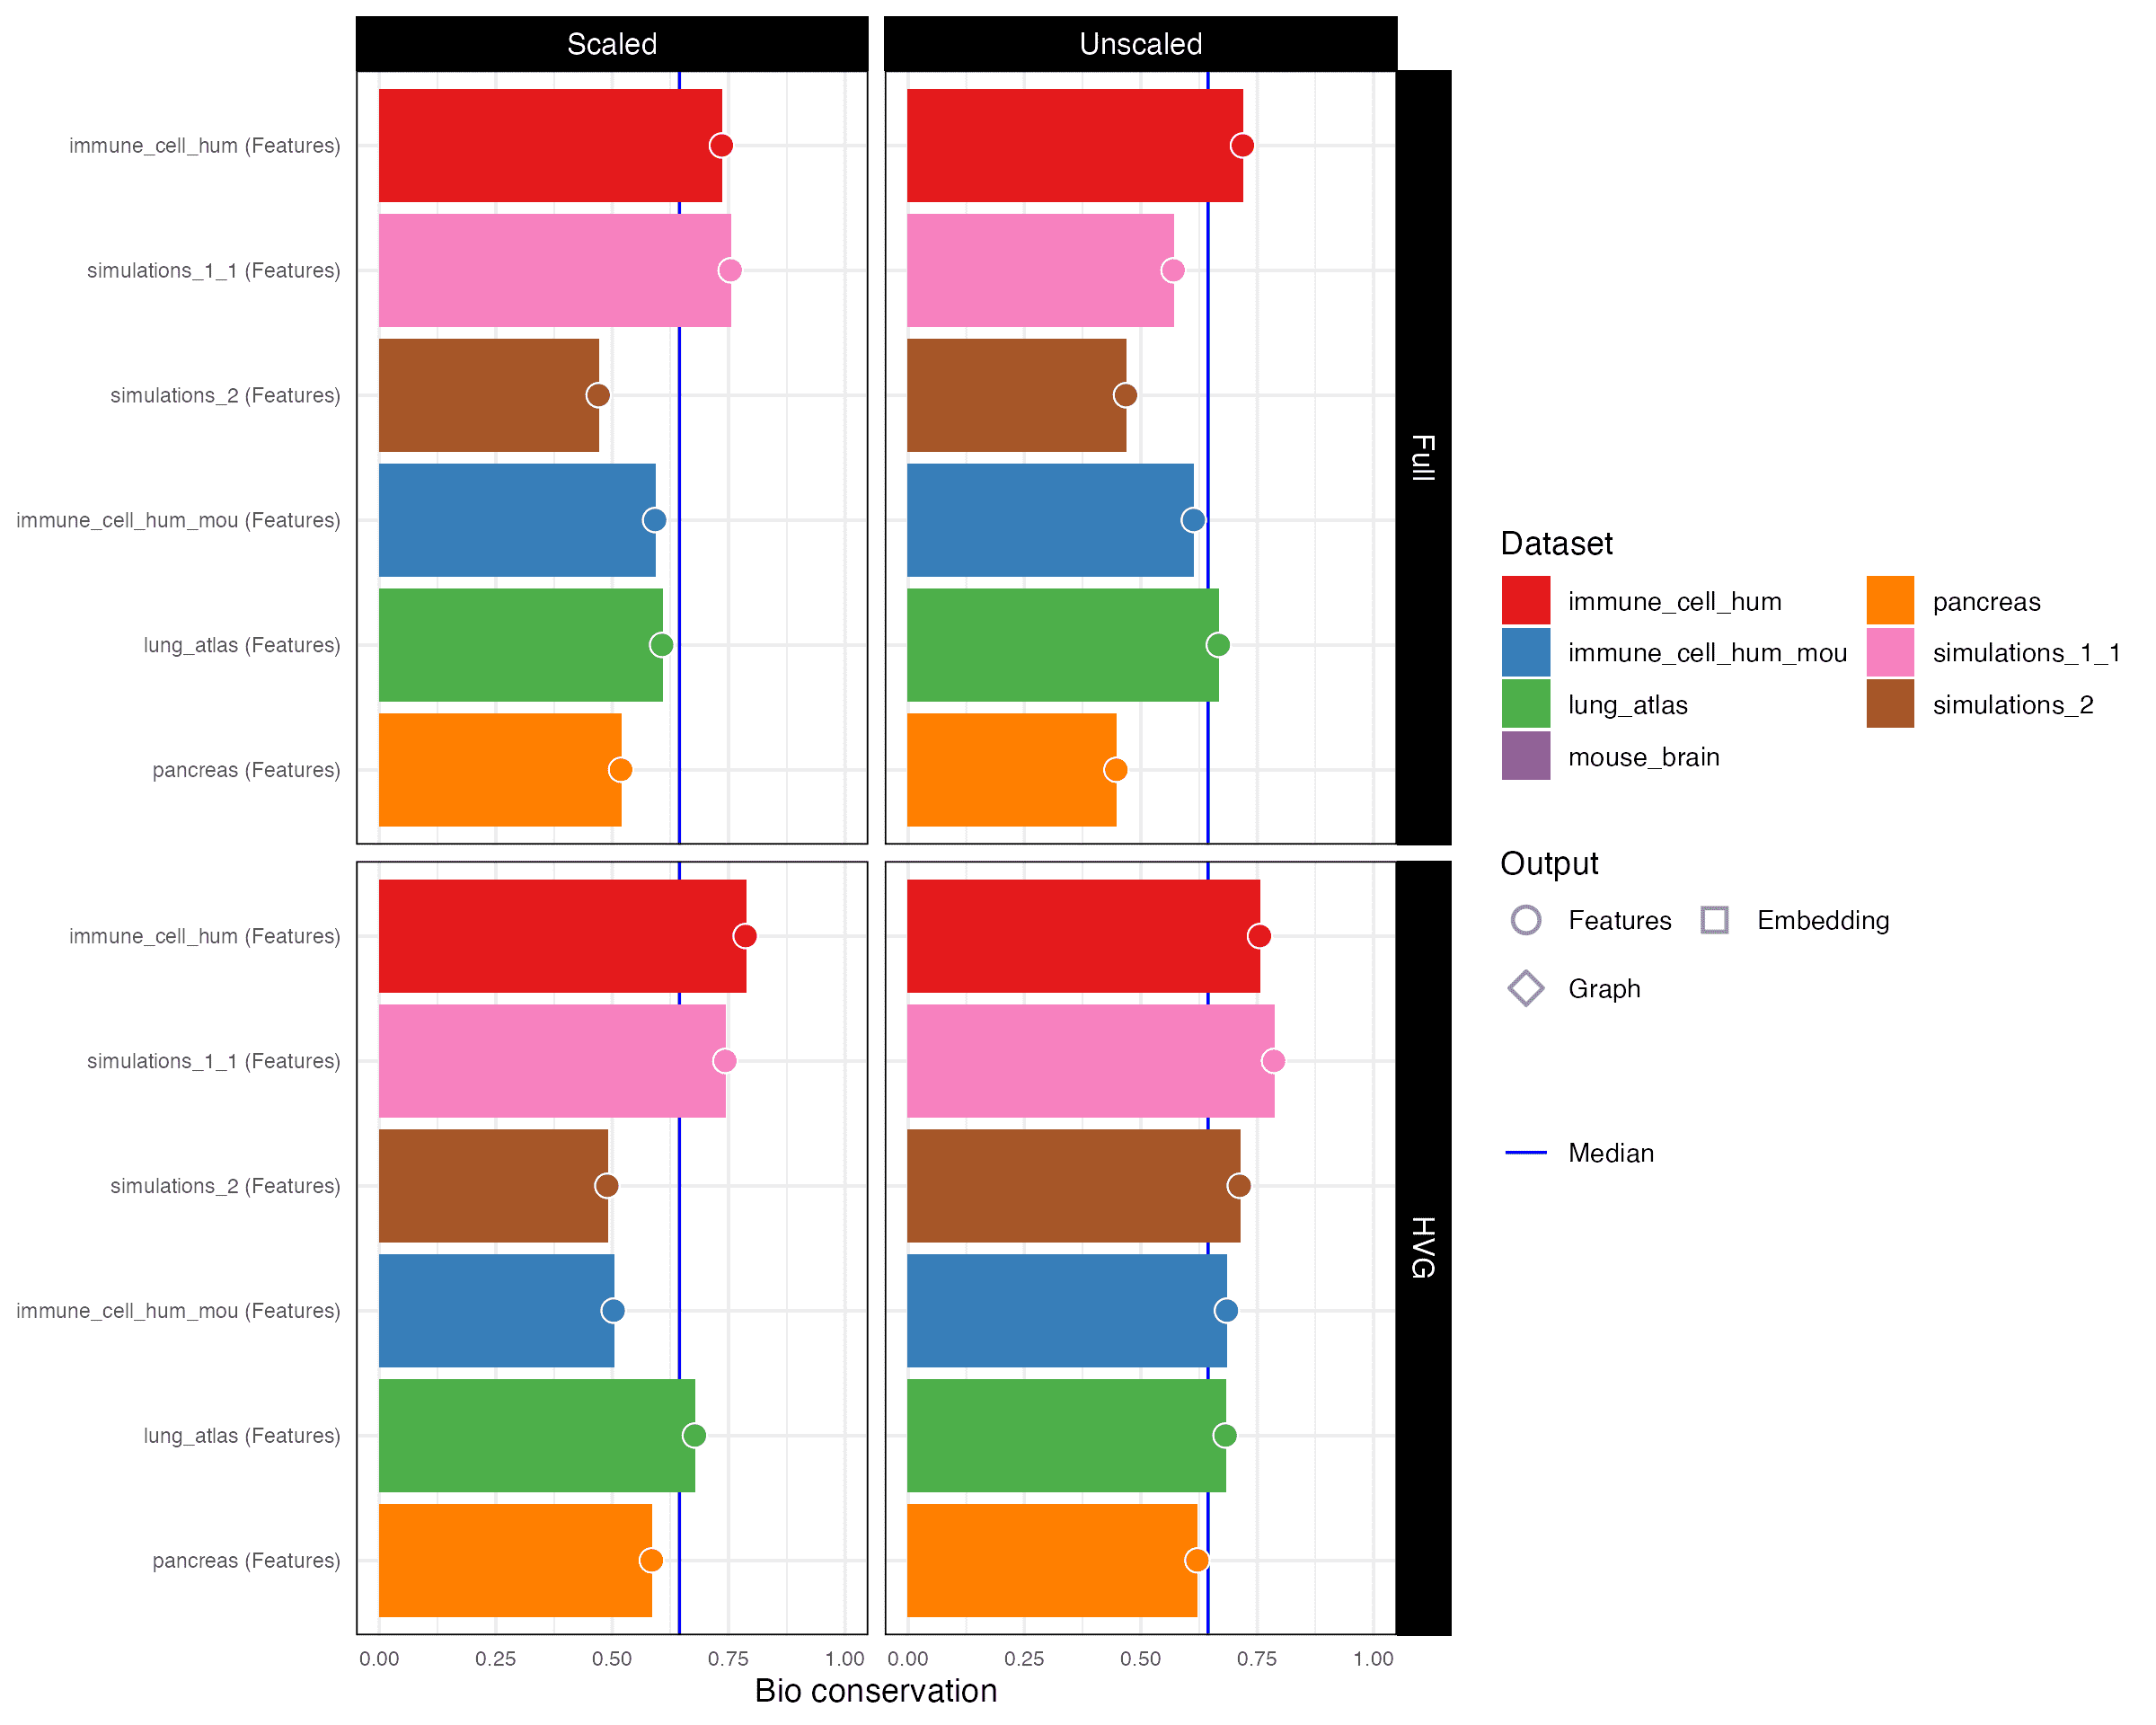 Scaled
Unscaled
immune_cell_hum (Features)
simulations_1_1 (Features)
simulations_2 (Features)
immune_cell_hum_mou (Features)
lung_atlas (Features)
pancreas (Features)
Full
immune_cell_hum (Features)
simulations_1_1 (Features)
simulations_2 (Features)
immune_cell_hum_mou (Features)
lung_atlas (Features)
pancreas (Features)
HVG
0.00 0.25 0.50 0.75 1.00
0.00 0.25 0.50 0.75 1.00
Bio conservation
Dataset
immune_cell_hum
immune_cell_hum_mou
lung_atlas
mouse_brain
pancreas
simulations_1_1
simulations_2
Output
Features
Embedding
Graph
Median